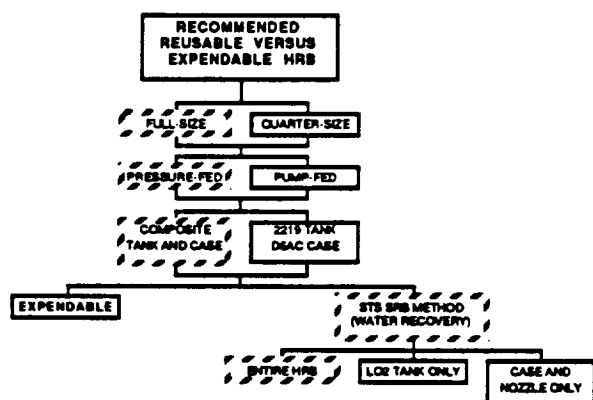 RECOMMENDED
REUSABLE VERSUS
EXPENDABLE HRB
FULL-SIZE
QUARTER-SIZE
PRESSURE-FED
PUMP-FED
COMPOSITE
TANK AND CASE
2219 TANK
D6AC CASE
EXPENDABLE
STS SRB METHOD
(WATER RECOVERY)
ENTIRE HRB
LO2 TANK ONLY
CASE AND
NOZZLE ONLY